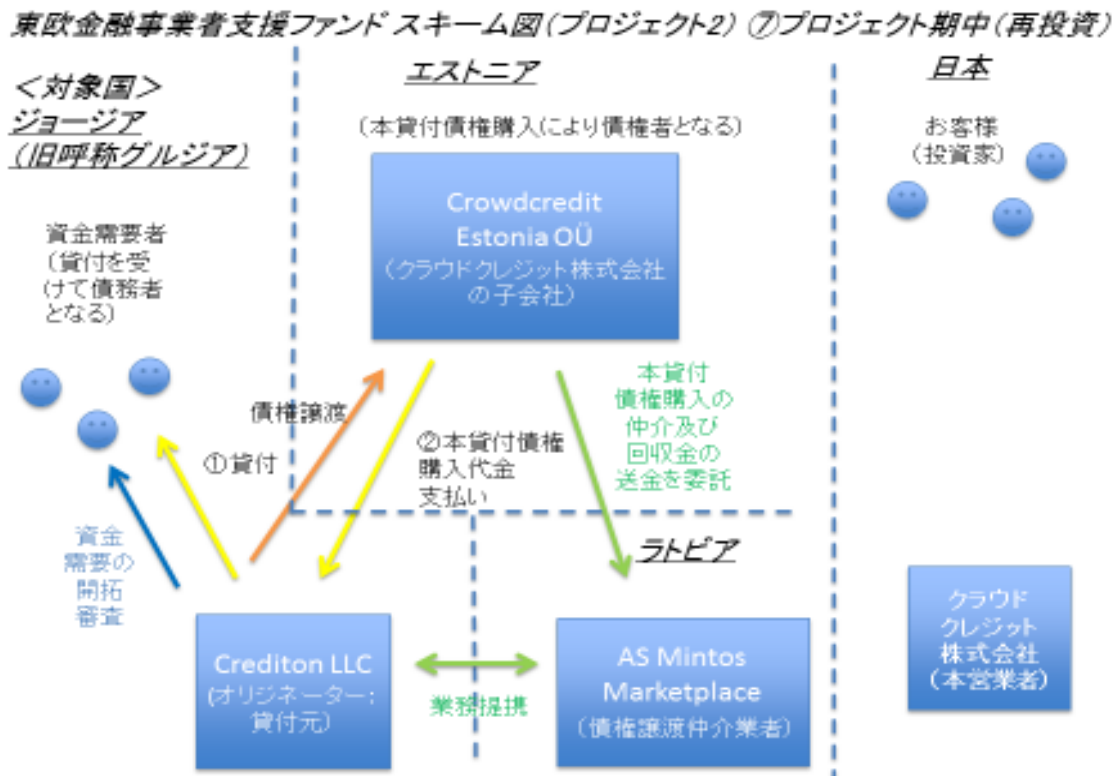 東欧金融事業者支援ファンド スキーム図(プロジェクト2) ⑦プロジェクト期中(再投資)
<対象国>
ジョージア
(旧呼称グルジア)
エストニア
日本
(本貸付債権購入により債権者となる)
お客様
(投資家)
Crowdcredit
Estonia OÜ
(クラウドクレジット株式会社
の子会社)
資金需要者
(貸付を受
けて債務者
となる)
債権譲渡
①貸付
②本貸付債権
購入代金
支払い
本貸付
債権購入の
仲介及び
回収金の
送金を委託
資金
需要の
開拓
審査
ラトビア
Crediton LLC
(オリジネーター;
貸付元)
業務提携
AS Mintos
Marketplace
(債権譲渡仲介業者)
クラウド
クレジット
株式会社
(本営業者)